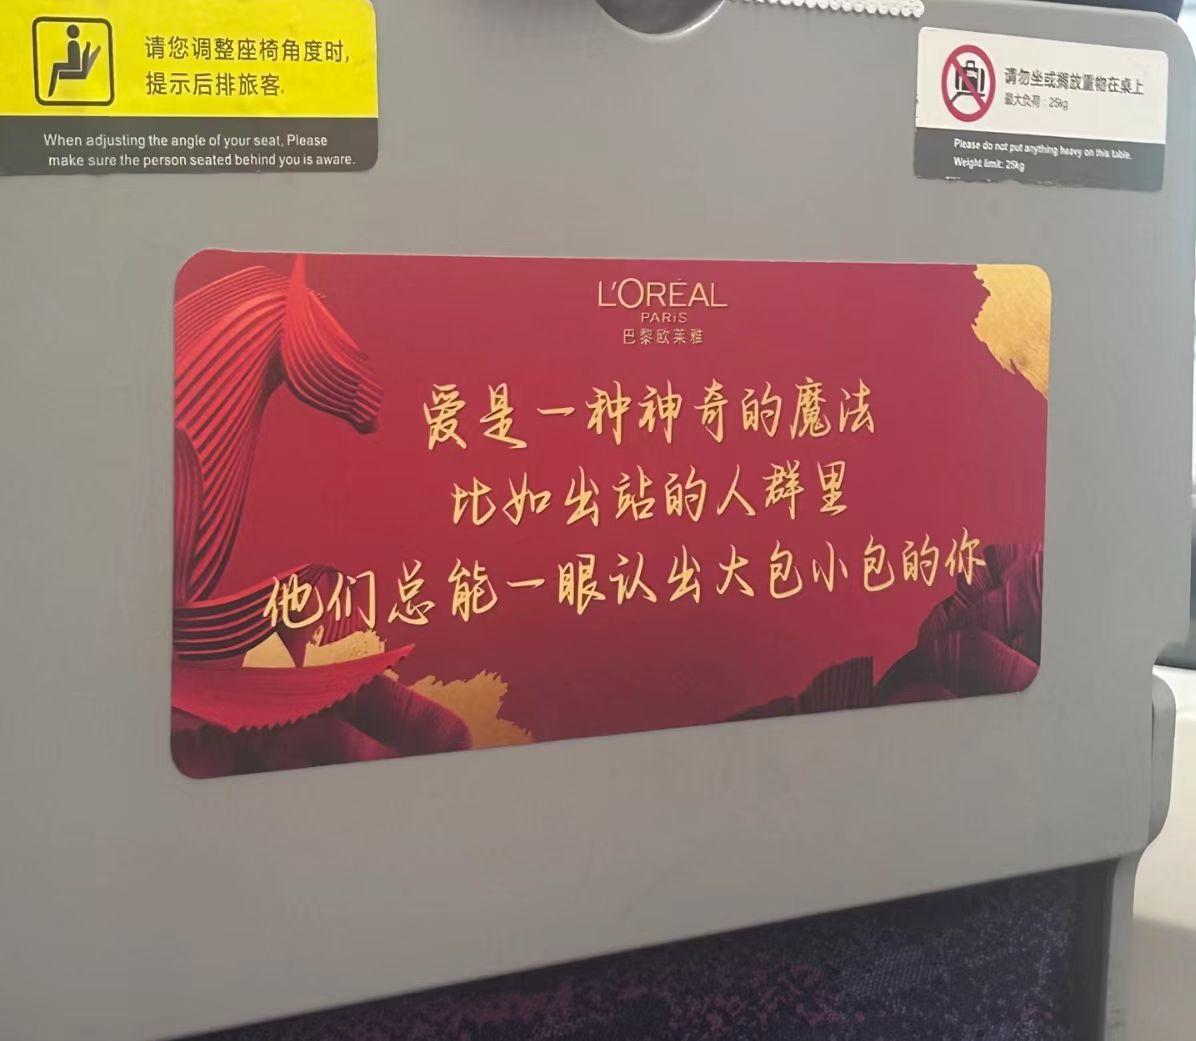 请您调整座椅角度时,
提示后排旅客.
When adjusting the angle of your seat, Please
make sure the person seated behind you is aware.
请勿坐或搁放重物在桌上
最大负荷：25kg
Please do not put anything heavy on this table.
Weight limit: 25kg
L'ORÉAL
PARiS
巴黎欧莱雅
爱是一种神奇的魔法
比如出站的人群里
他们总能一眼认出大包小包的你